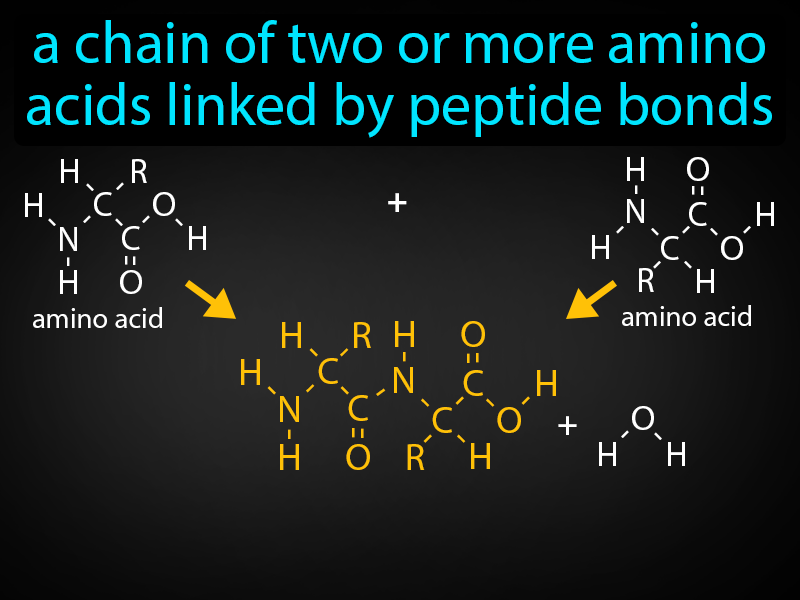 a chain of two or more amino
acids linked by peptide bonds
H R
H C O
N C H
H O
amino acid
+
H O
N C H
H C O
R H
amino acid
H R H O
H C N C H
N C C O
H O R H
+
O
H H